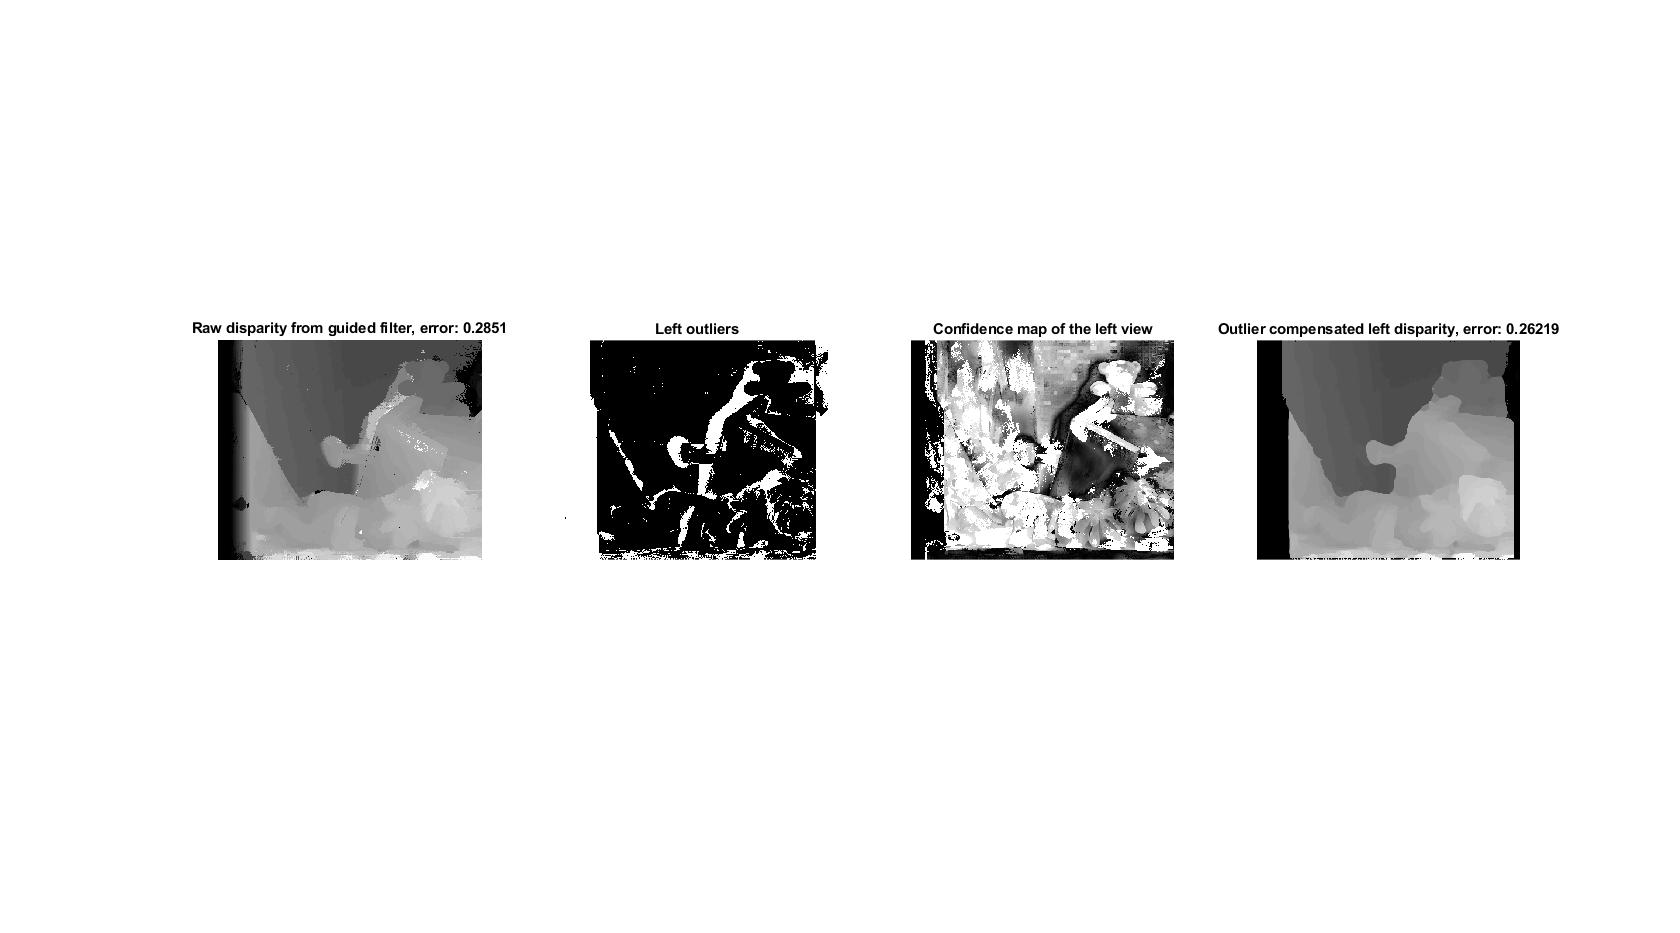 Raw disparity from guided filter, error: 0.2851
Left outliers
Confidence map of the left view
Outlier compensated left disparity, error: 0.26219